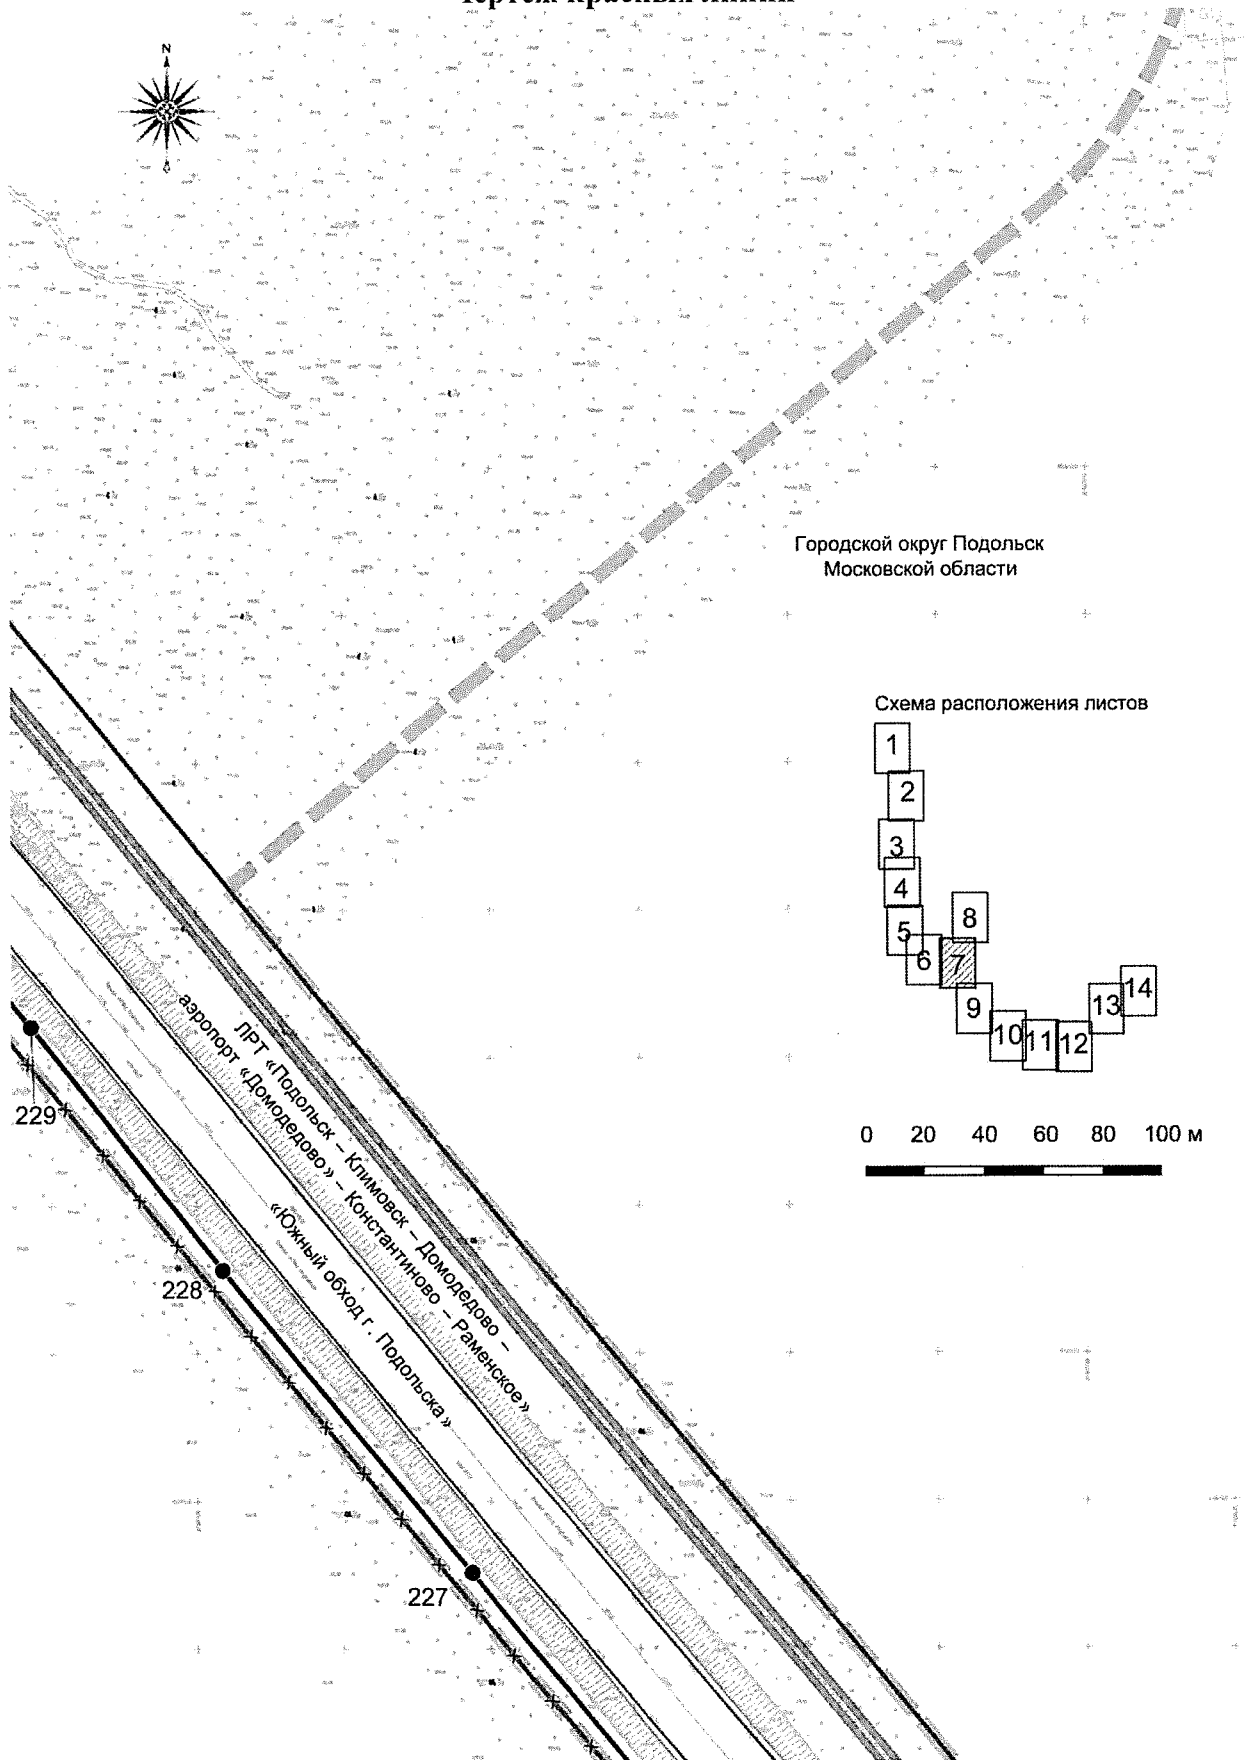 Чертеж красных линий
N
Городской округ Подольск
Московской области
Схема расположения листов
1
2
3
4
5
6
7
8
9
10
11
12
13
14
0 20 40 60 80 100 м
ЛРТ «Подольск – Климовск – Домодедово –
аэропорт «Домодедово» – Константиново – Раменское»
«Южный обход г. Подольска»
229
228
227